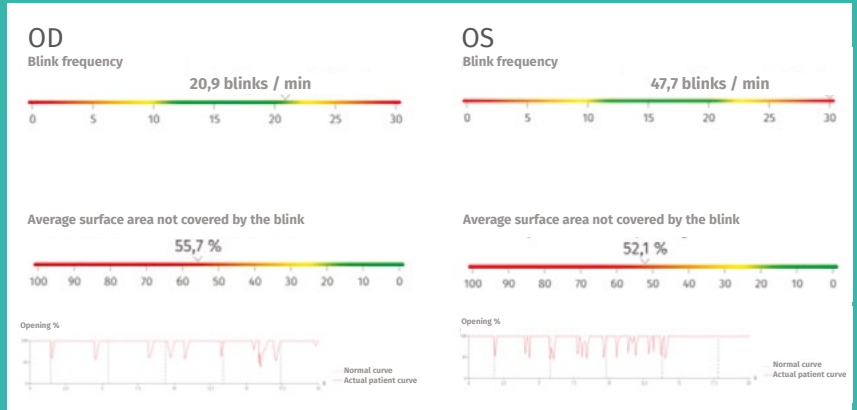 OD
Blink frequency
20,9 blinks / min
0 5 10 15 20 25 30
Average surface area not covered by the blink
55,7 %
100 90 80 70 60 50 40 30 20 10 0
Opening %
Normal curve
Actual patient curve
OS
Blink frequency
47,7 blinks / min
0 5 10 15 20 25 30
Average surface area not covered by the blink
52,1 %
100 90 80 70 60 50 40 30 20 10 0
Opening %
Normal curve
Actual patient curve